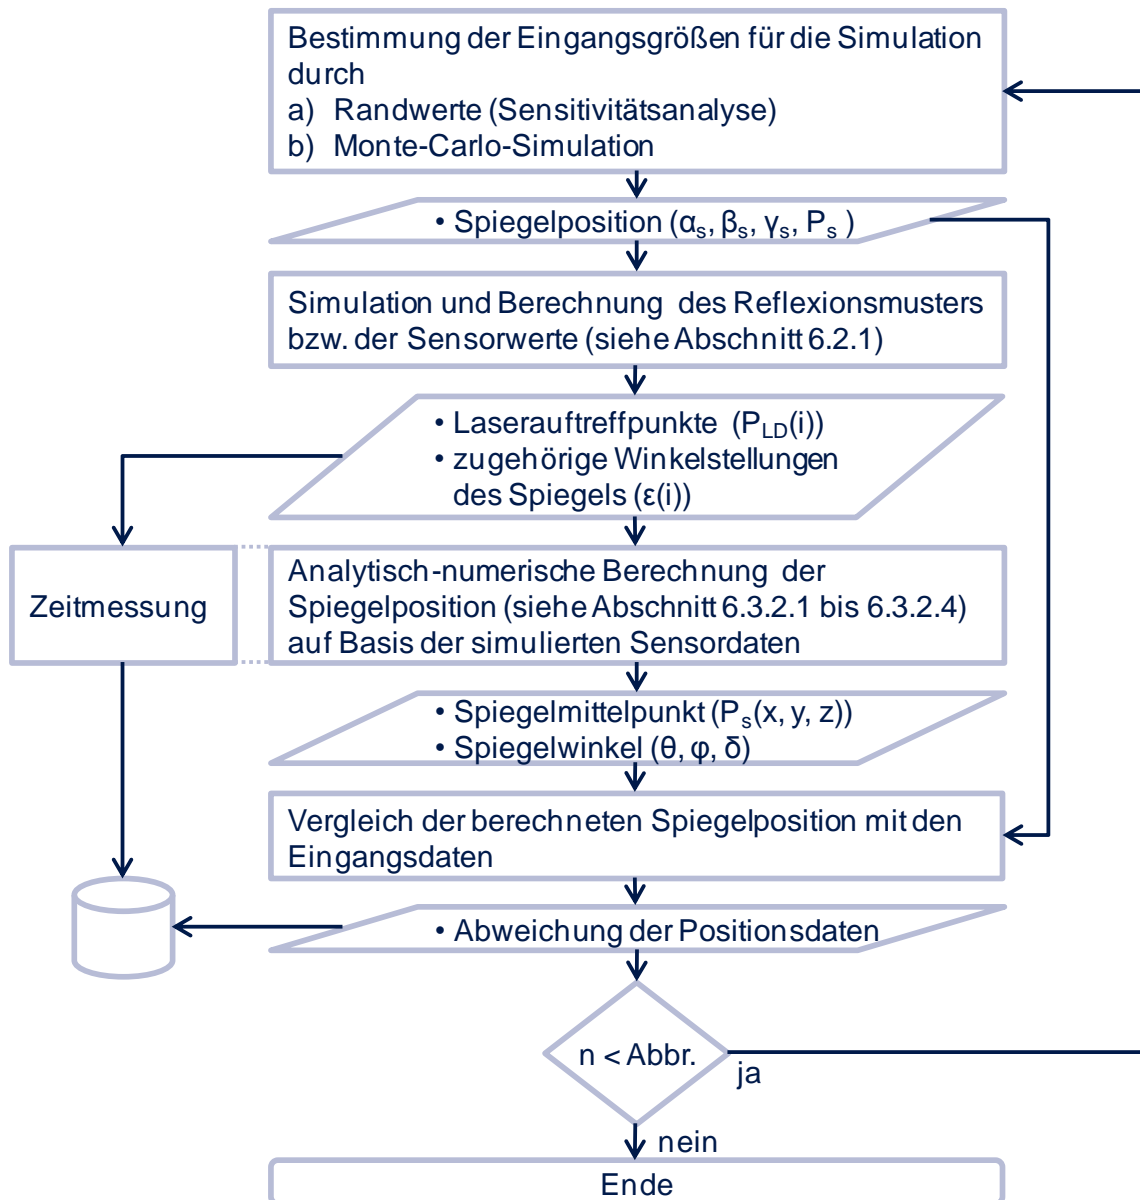 Bestimmung der Eingangsgrößen für die Simulation
durch
a) Randwerte (Sensitivitätsanalyse)
b) Monte-Carlo-Simulation
• Spiegelposition (αₛ, βₛ, γₛ, Pₛ )
Simulation und Berechnung des Reflexionsmusters
bzw. der Sensorwerte (siehe Abschnitt 6.2.1)
• Laserauftreffpunkte (P_LD(i))
• zugehörige Winkelstellungen
des Spiegels (ε(i))
Zeitmessung
Analytisch-numerische Berechnung der
Spiegelposition (siehe Abschnitt 6.3.2.1 bis 6.3.2.4)
auf Basis der simulierten Sensordaten
• Spiegelmittelpunkt (Pₛ(x, y, z))
• Spiegelwinkel (θ, φ, δ)
Vergleich der berechneten Spiegelposition mit den
Eingangsdaten
• Abweichung der Positionsdaten
n < Abbr.
ja
nein
Ende